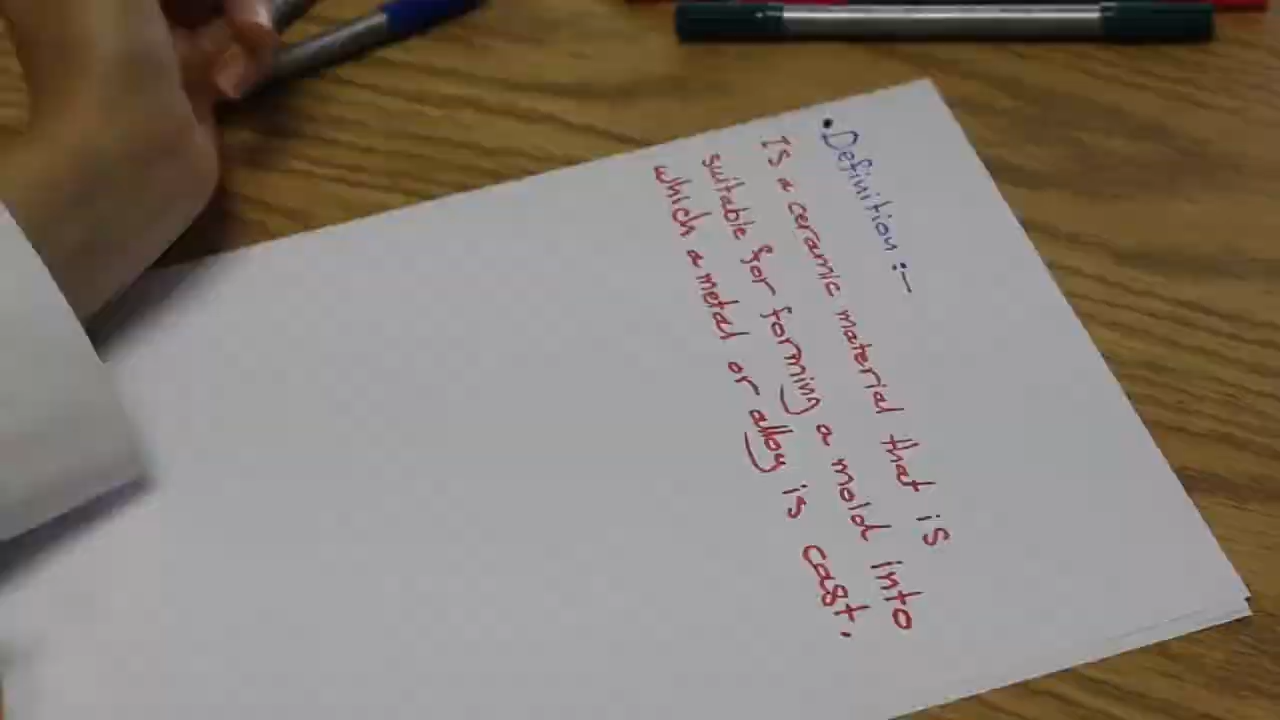 • Definition :-
Is a ceramic material that is
suitable for forming a mold into
which a metal or alloy is cast.